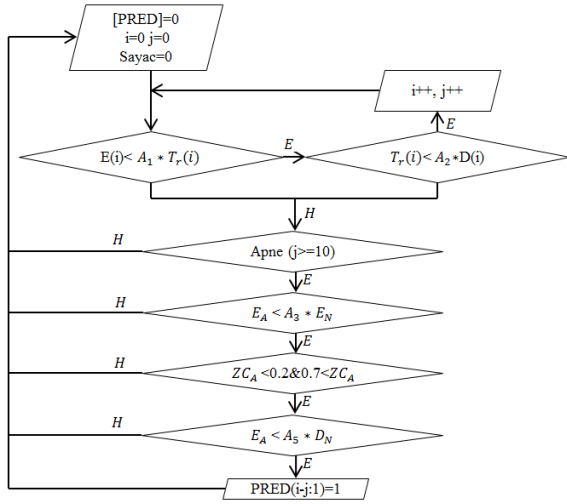 [PRED]=0
i=0 j=0
Sayac=0
i++, j++
E
E(i)< A₁ * Tᵣ(i)
E
Tᵣ(i)< A₂*D(i)
H
H
Apne (j>=10)
E
H
E_A < A₃ * E_N
E
H
ZC_A <0.2&0.7<ZC_A
E
H
E_A < A₅ * D_N
E
PRED(i-j:1)=1